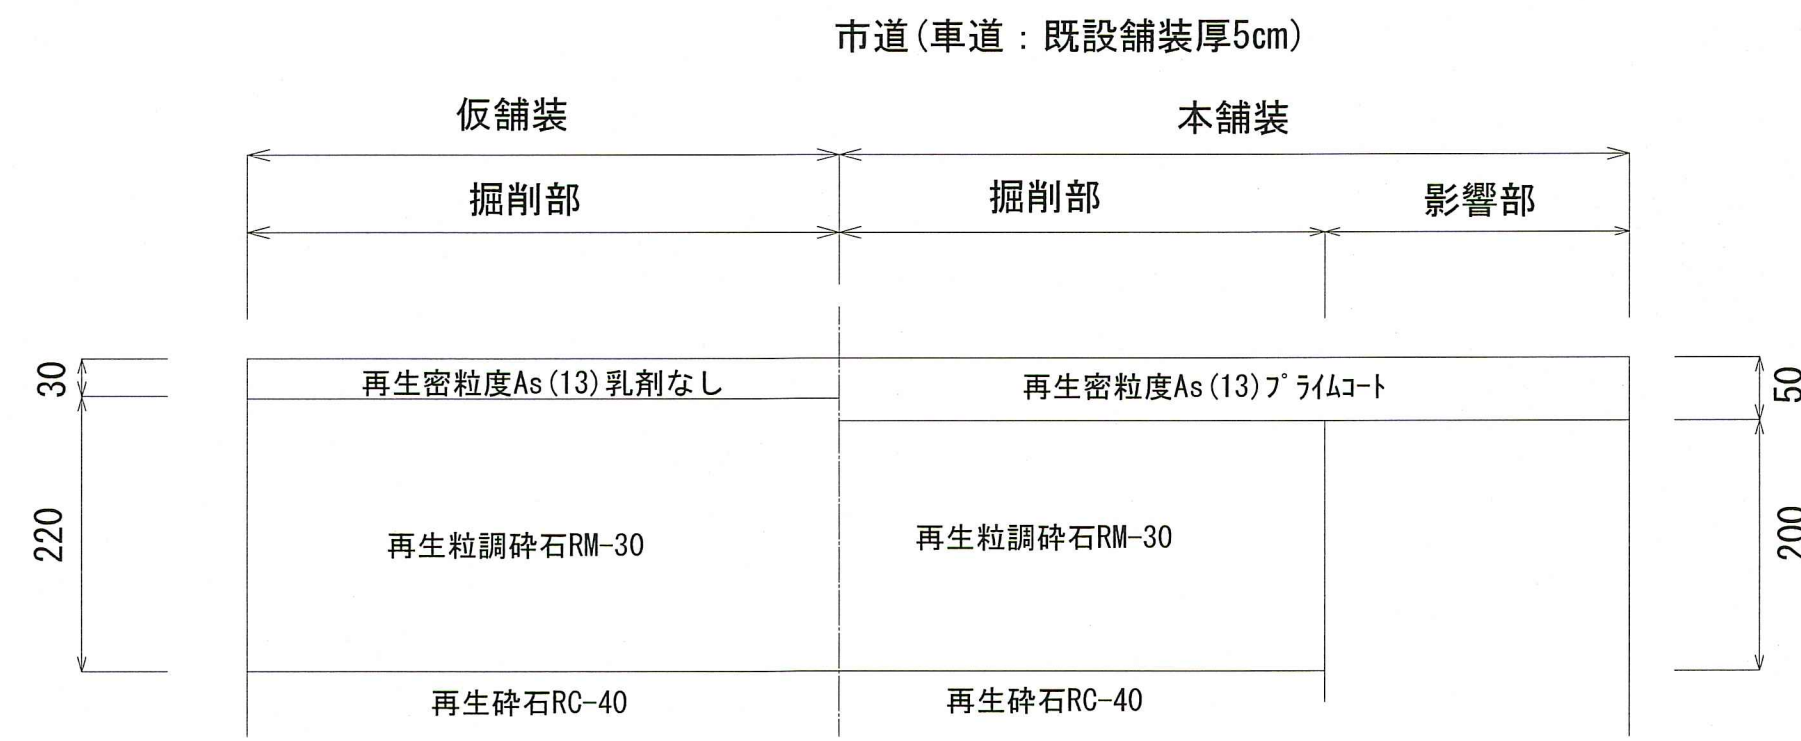 市道(車道：既設舗装厚5cm)
仮舗装
本舗装
掘削部
掘削部
影響部
30
再生密粒度As(13)乳剤なし
再生密粒度As(13)ﾌﾟﾗｲﾑｺｰﾄ
50
220
再生粒調砕石RM-30
再生粒調砕石RM-30
200
再生砕石RC-40
再生砕石RC-40